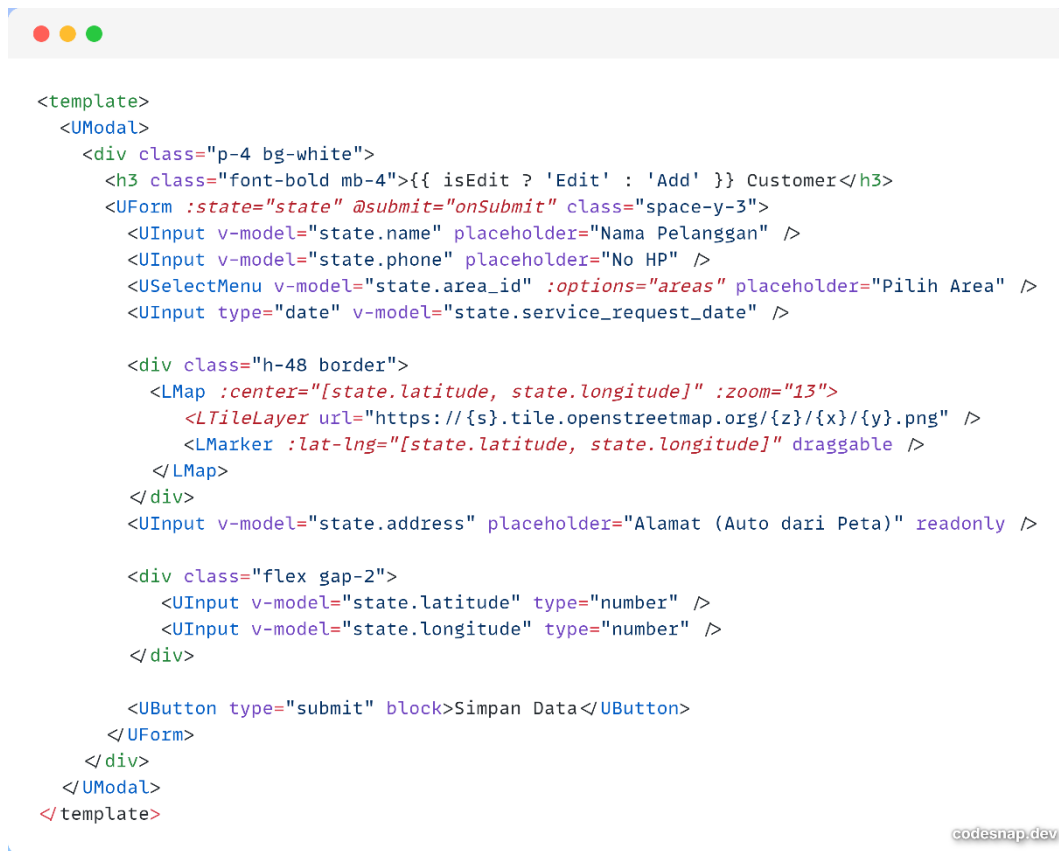 <template>
  <UModal>
    <div class="p-4 bg-white">
      <h3 class="font-bold mb-4">{{ isEdit ? 'Edit' : 'Add' }} Customer</h3>
      <UForm :state="state" @submit="onSubmit" class="space-y-3">
        <UInput v-model="state.name" placeholder="Nama Pelanggan" />
        <UInput v-model="state.phone" placeholder="No HP" />
        <USelectMenu v-model="state.area_id" :options="areas" placeholder="Pilih Area" />
        <UInput type="date" v-model="state.service_request_date" />

        <div class="h-48 border">
          <LMap :center="[state.latitude, state.longitude]" :zoom="13">
             <LTileLayer url="https://{s}.tile.openstreetmap.org/{z}/{x}/{y}.png" />
             <LMarker :lat-lng="[state.latitude, state.longitude]" draggable />
          </LMap>
        </div>
        <UInput v-model="state.address" placeholder="Alamat (Auto dari Peta)" readonly />

        <div class="flex gap-2">
           <UInput v-model="state.latitude" type="number" />
           <UInput v-model="state.longitude" type="number" />
        </div>

        <UButton type="submit" block>Simpan Data</UButton>
      </UForm>
    </div>
  </UModal>
</template>
codesnap.dev